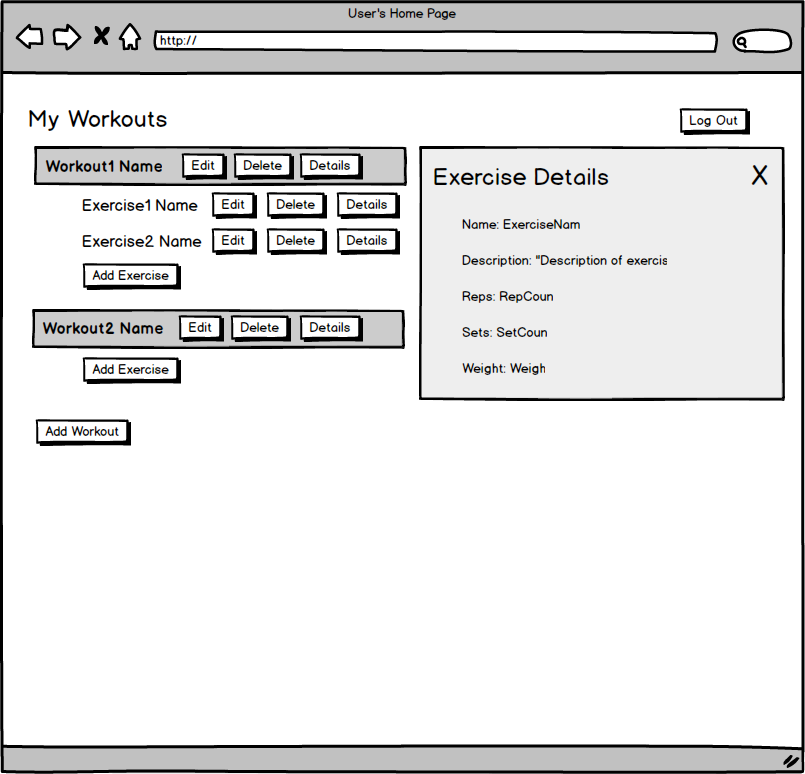 User's Home Page
http://
My Workouts
Log Out
Workout1 Name Edit Delete Details
Exercise1 Name Edit Delete Details
Exercise2 Name Edit Delete Details
Add Exercise
Workout2 Name Edit Delete Details
Add Exercise
Add Workout
Exercise Details X
Name: ExerciseNam
Description: "Description of exercis
Reps: RepCoun
Sets: SetCoun
Weight: Weigh